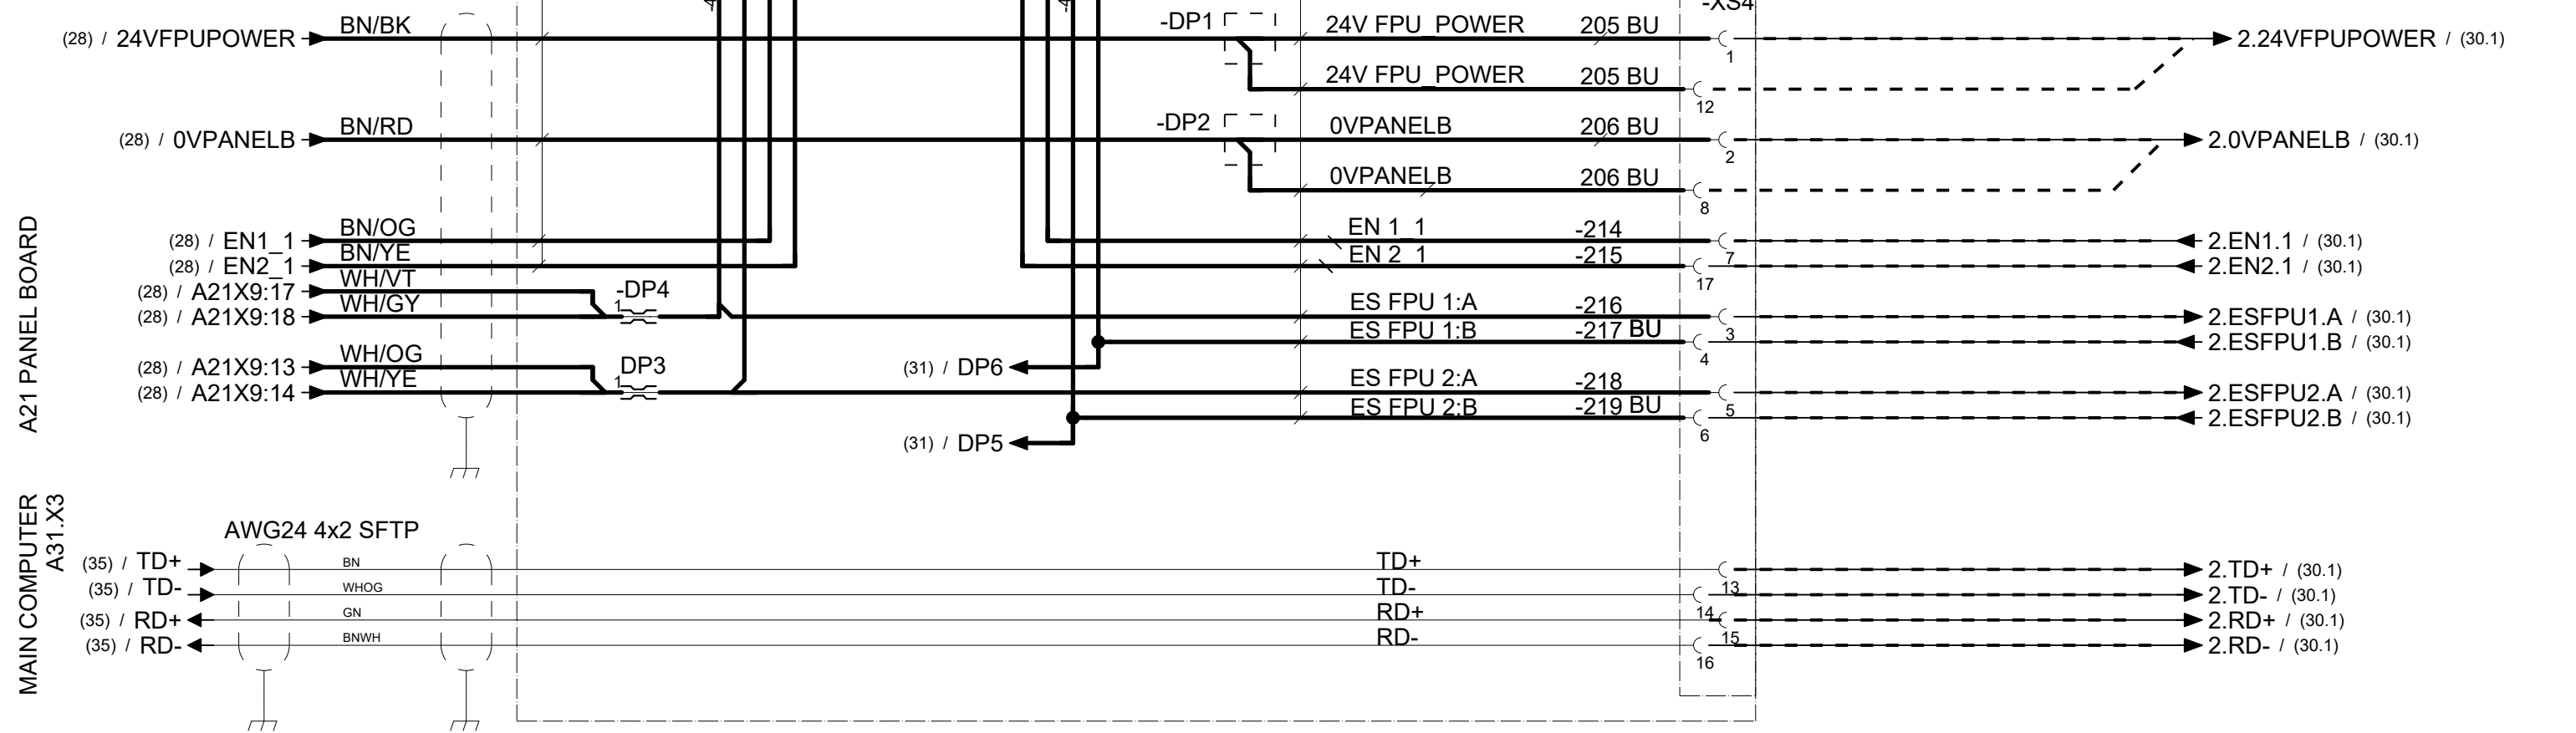 -XS4
(28) / 24VFPUPOWER BN/BK -DP1 24V FPU_POWER 205 BU 1 2.24VFPUPOWER / (30.1)
24V FPU_POWER 205 BU 12
(28) / 0VPANELB BN/RD -DP2 0VPANELB 206 BU 2 2.0VPANELB / (30.1)
0VPANELB 206 BU 8
A21 PANEL BOARD
(28) / EN1_1 BN/OG EN 1_1 -214 7 2.EN1.1 / (30.1)
(28) / EN2_1 BN/YE EN 2_1 -215 17 2.EN2.1 / (30.1)
(28) / A21X9:17 WH/VT
-DP4
(28) / A21X9:18 WH/GY 1 ES FPU 1:A -216 3 2.ESFPU1.A / (30.1)
ES FPU 1:B -217 BU 4 2.ESFPU1.B / (30.1)
(28) / A21X9:13 WH/OG DP3 (31) / DP6
(28) / A21X9:14 WH/YE 1 ES FPU 2:A -218 5 2.ESFPU2.A / (30.1)
ES FPU 2:B -219 BU 6 2.ESFPU2.B / (30.1)
(31) / DP5
MAIN COMPUTER
A31.X3
AWG24 4x2 SFTP
(35) / TD+ BN TD+ 13 2.TD+ / (30.1)
(35) / TD- WHOG TD- 14 2.TD- / (30.1)
(35) / RD+ GN RD+ 15 2.RD+ / (30.1)
(35) / RD- BNWH RD- 16 2.RD- / (30.1)